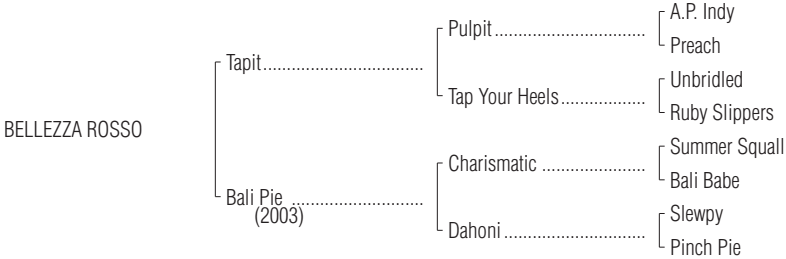 A.P. Indy
Pulpit..................................
Preach
Tapit....................................
Unbridled
Tap Your Heels...................
Ruby Slippers
BELLEZZA ROSSO
Summer Squall
Charismatic .......................
Bali Babe
Bali Pie ..............................
(2003)
Slewpy
Dahoni ................................
Pinch Pie